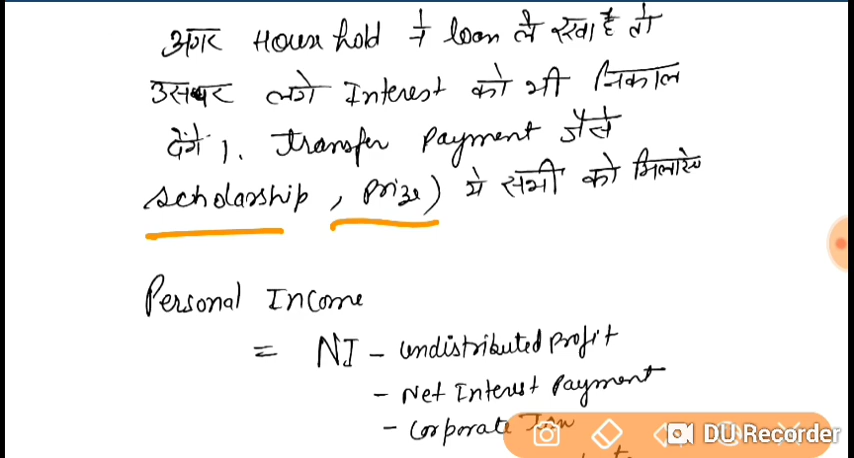 अगर Household ने loan ले रखा है तो
उसपर लगे Interest को भी निकाल
देंगे ). transfer payment जैसे
scholarship , prize) ये सभी को मिलाएंगे
Personal Income
= NI - undistributed profit
- Net Interest payment
- Corporate Tax
DU Recorder